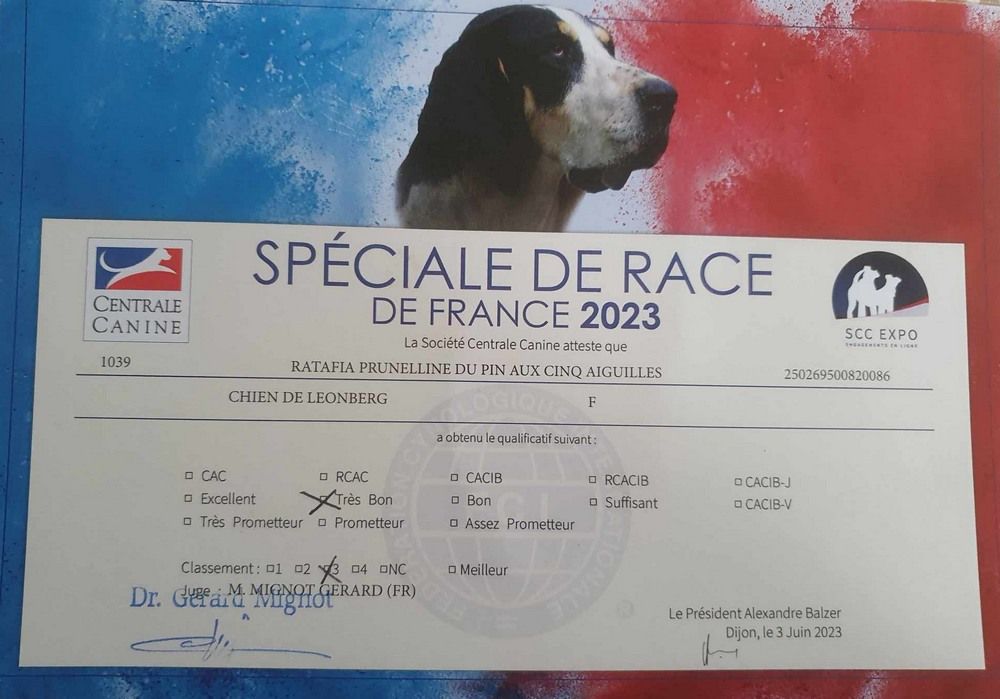 SPÉCIALE DE RACE
DE FRANCE 2023
CENTRALE
CANINE
SCC EXPO
ENGAGEMENTS EN LIGNE
La Société Centrale Canine atteste que
1039 RATAFIA PRUNELLINE DU PIN AUX CINQ AIGUILLES 250269500820086
CHIEN DE LEONBERG F
a obtenu le qualificatif suivant :
CAC RCAC CACIB RCACIB CACIB-J
Excellent Très Bon Bon Suffisant CACIB-V
Très Prometteur Prometteur Assez Prometteur
Classement : 1 2 3 4 NC Meilleur
Juge : M. MIGNOT GERARD (FR)
Dr. Gérard Mignot
Le Président Alexandre Balzer
Dijon, le 3 Juin 2023